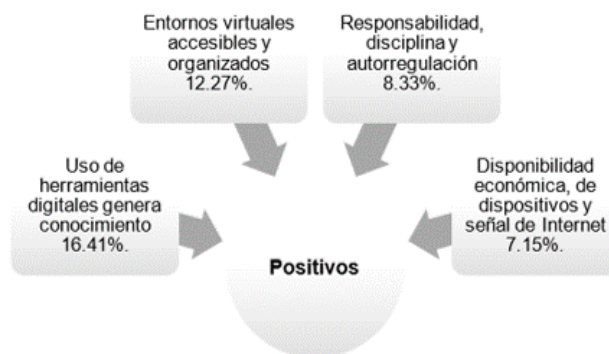 Entornos virtuales
accesibles y
organizados
12.27%.
Responsabilidad,
disciplina y
autorregulación
8.33%.
Uso de
herramientas
digitales genera
conocimiento
16.41%.
Disponibilidad
económica, de
dispositivos y
señal de Internet
7.15%.
Positivos